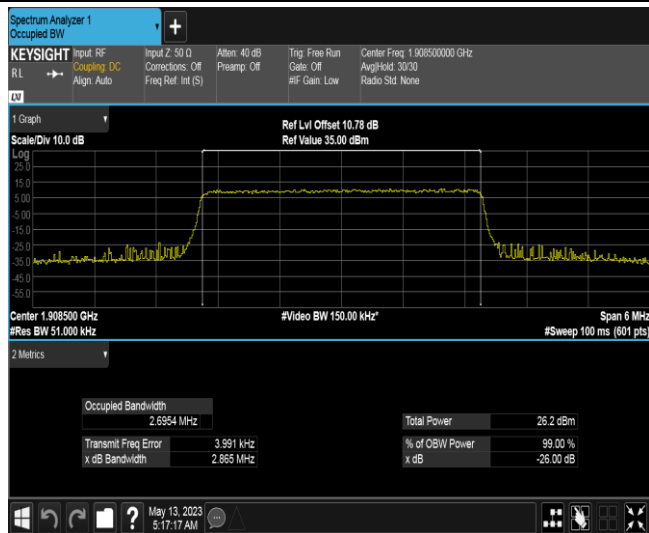 Spectrum Analyzer 1
Occupied BW
+
KEYSIGHT
RL
Input: RF
Coupling: DC
Align: Auto
Input Z: 50 Ω
Corrections: Off
Freq Ref: Int (S)
Atten: 40 dB
Preamp: Off
Trig: Free Run
Gate: Off
#IF Gain: Low
Center Freq: 1.908500000 GHz
Avg|Hold: 30/30
Radio Std: None
1 Graph
Scale/Div 10.0 dB
Ref Lvl Offset 10.78 dB
Ref Value 35.00 dBm
Log
25.0
15.0
5.00
-5.00
-15.0
-25.0
-35.0
-45.0
-55.0
Center 1.908500 GHz
#Res BW 51.000 kHz
#Video BW 150.00 kHz*
Span 6 MHz
#Sweep 100 ms (601 pts)
2 Metrics
Occupied Bandwidth
2.6954 MHz
Transmit Freq Error 3.991 kHz
x dB Bandwidth 2.865 MHz
Total Power 26.2 dBm
% of OBW Power 99.00 %
x dB -26.00 dB
?
May 13, 2023
5:17:17 AM